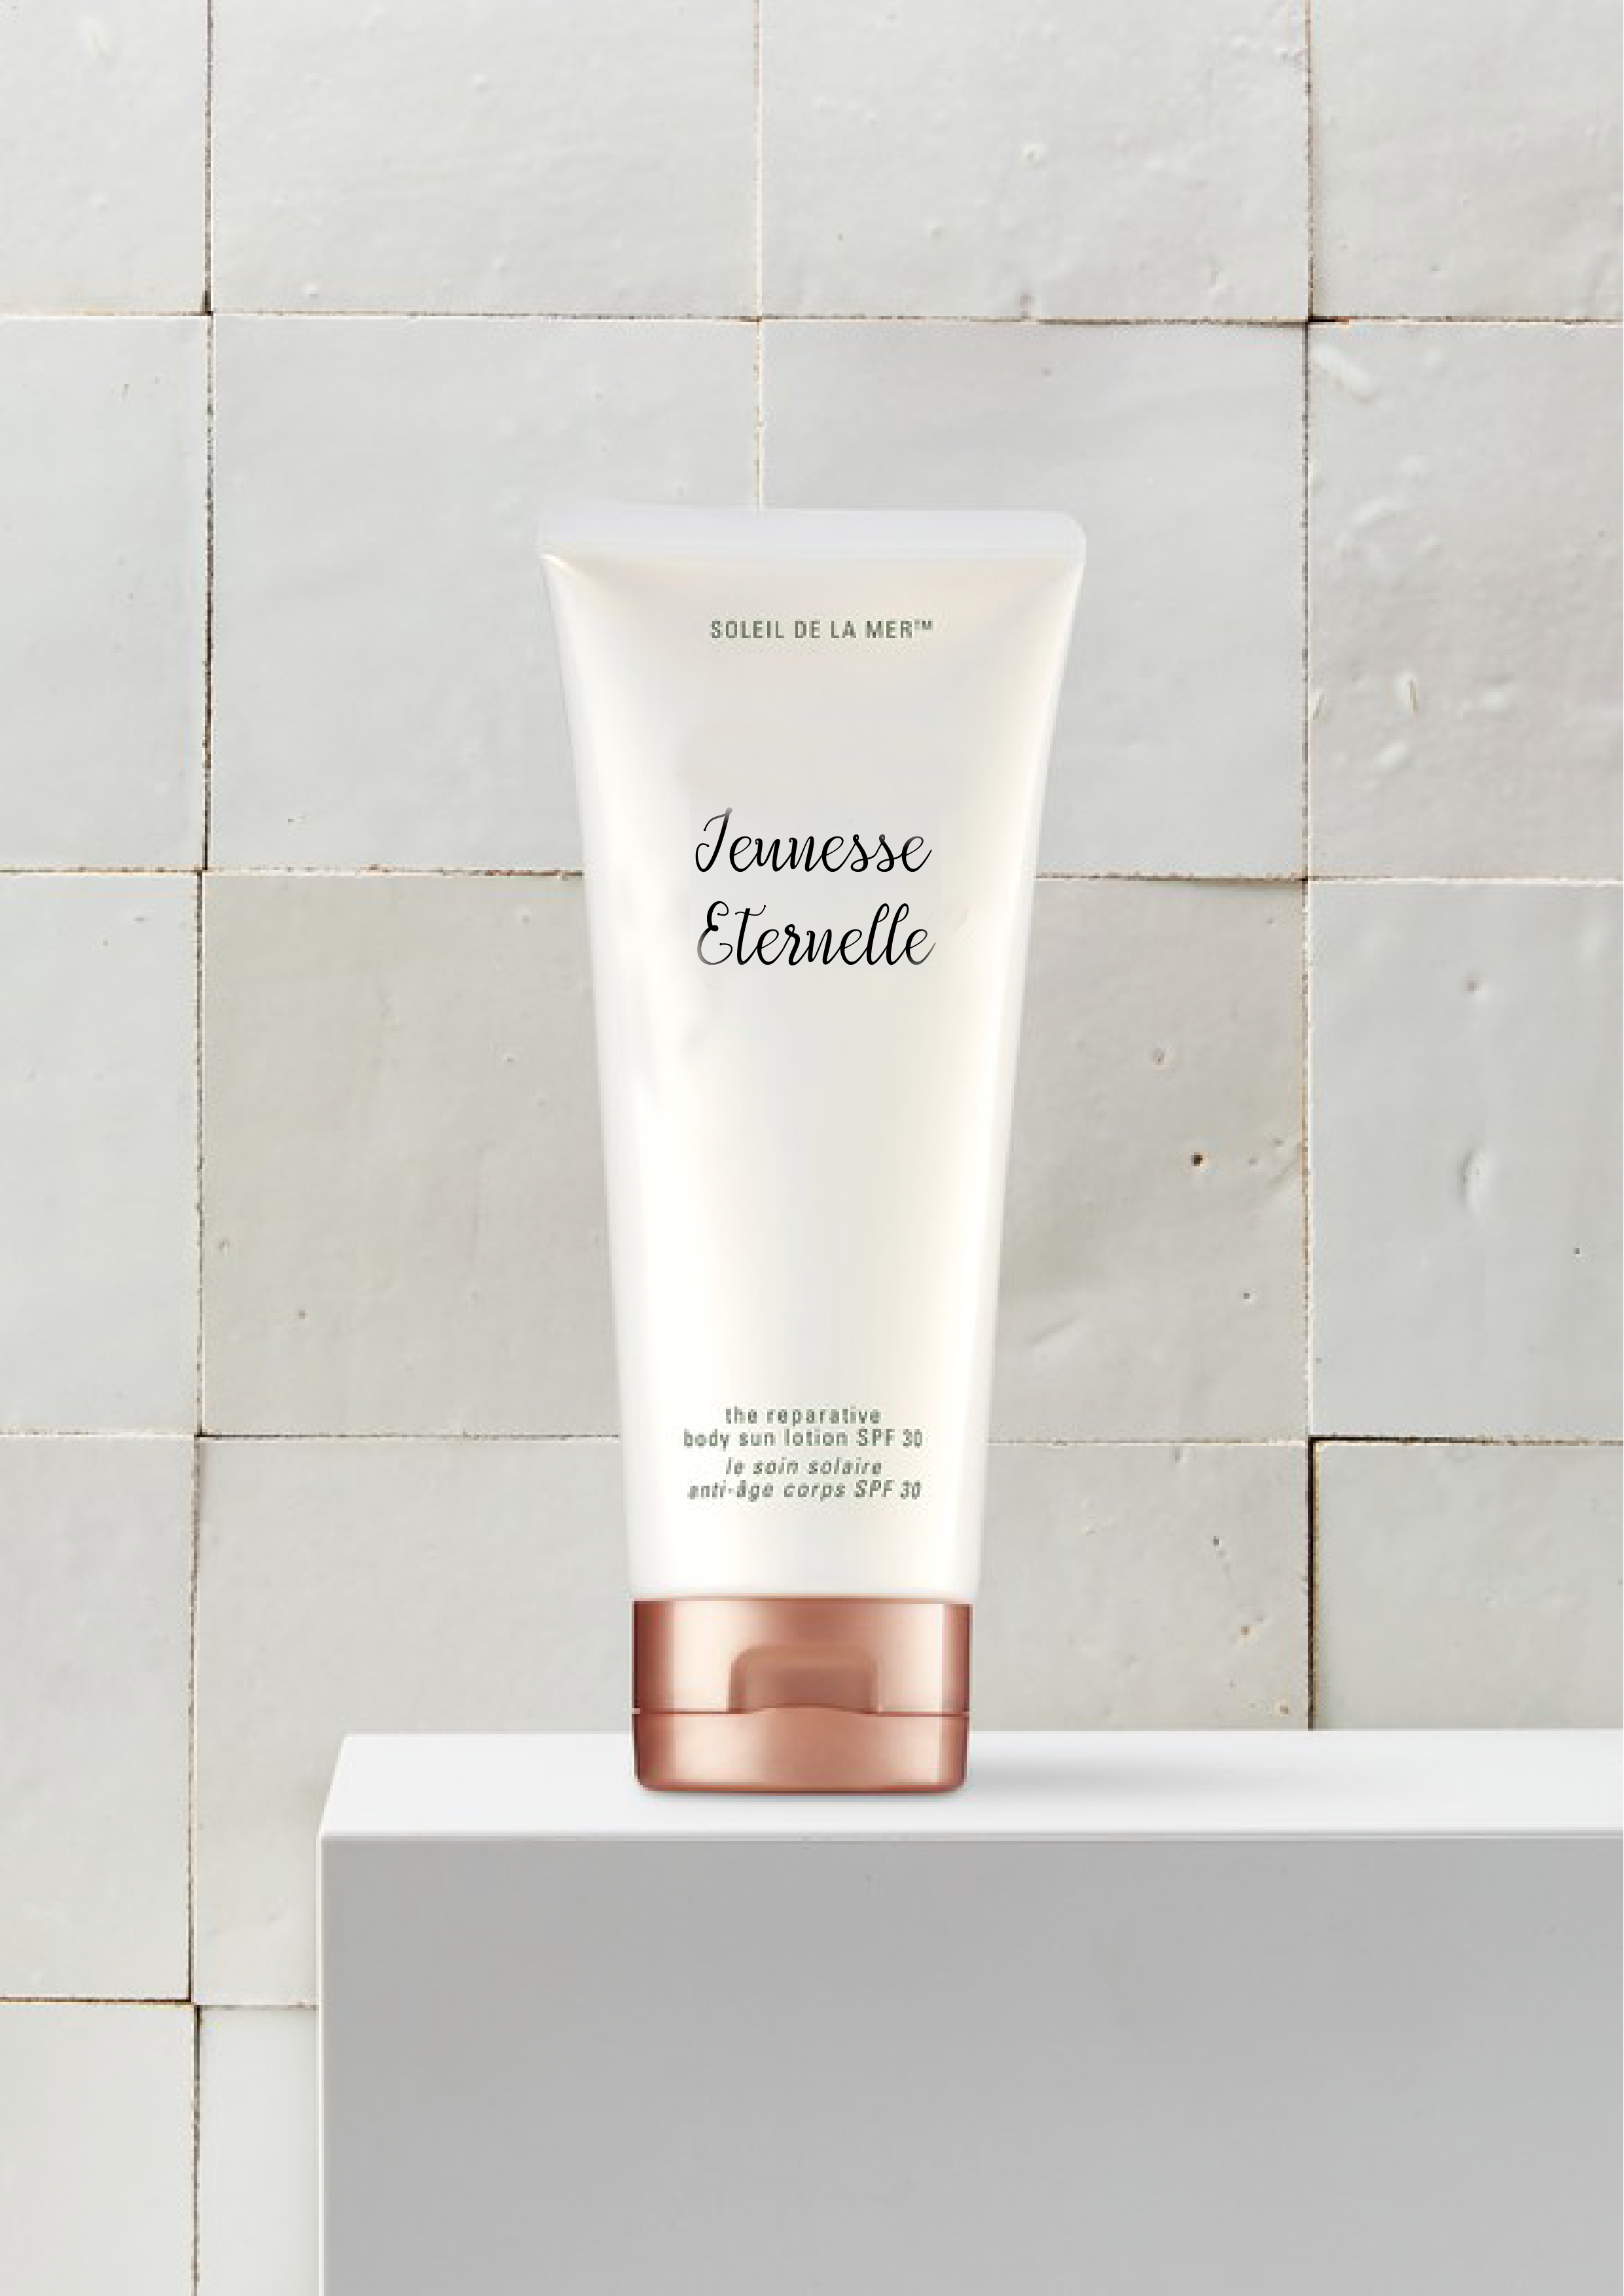 SOLEIL DE LA MER™
Jeunesse
Eternelle
the reparative
body sun lotion SPF 30
le soin solaire
anti-âge corps SPF 30